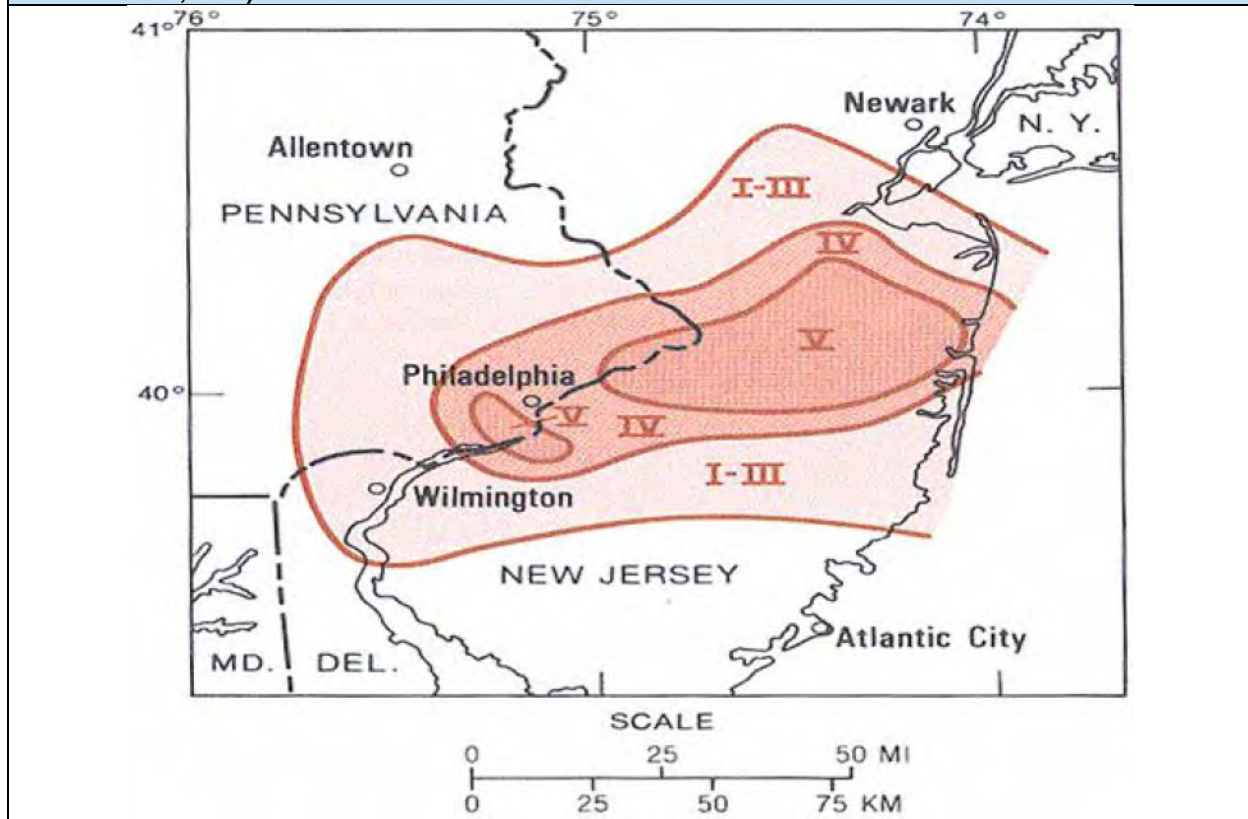 41° 76° 75° 74°
Newark
N. Y.
Allentown
I-III
PENNSYLVANIA
IV
V
Philadelphia
40°
V
IV
I-III
Wilmington
NEW JERSEY
Atlantic City
MD. DEL.
SCALE
0 25 50 MI
0 25 50 75 KM